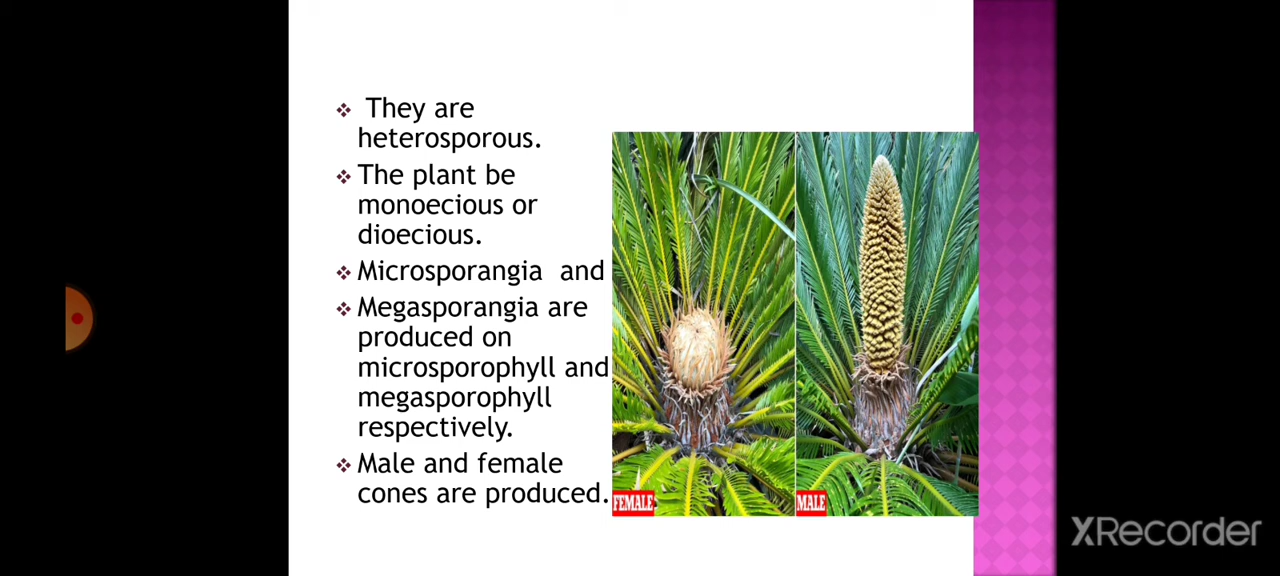 They are
heterosporous.
The plant be
monoecious or
dioecious.
Microsporangia and
Megasporangia are
produced on
microsporophyll and
megasporophyll
respectively.
Male and female
cones are produced.
FEMALE
MALE
XRecorder